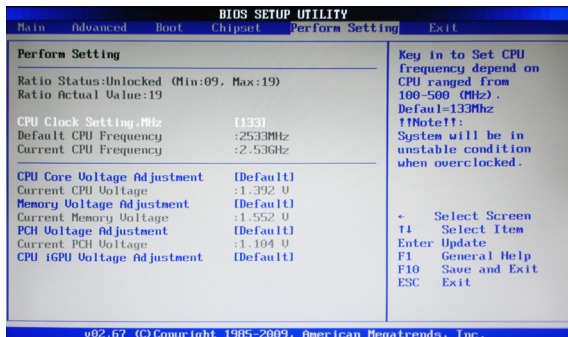 BIOS SETUP UTILITY
Main Advanced Boot Chipset Perform Setting Exit
Perform Setting
Ratio Status:Unlocked (Min:09, Max:19)
Ratio Actual Value:19
CPU Clock Setting,MHz [133]
Default CPU Frequency :2533MHz
Current CPU Frequency :2.53GHz
CPU Core Voltage Adjustment [Default]
Current CPU Voltage :1.392 V
Memory Voltage Adjustment [Default]
Current Memory Voltage :1.552 V
PCH Voltage Adjustment [Default]
Current PCH Voltage :1.104 V
CPU iGPU Voltage Adjustment [Default]
Key in to Set CPU
frequency depend on
CPU ranged from
100-500 (MHz).
Defaul=133Mhz
!!Note!!:
System will be in
unstable condition
when overclocked.
← Select Screen
↑↓ Select Item
Enter Update
F1 General Help
F10 Save and Exit
ESC Exit
v02.67 (C)Copyright 1985-2009, American Megatrends, Inc.